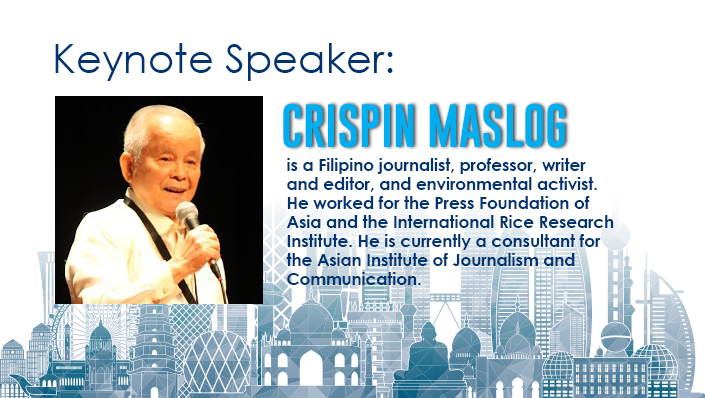 Keynote Speaker:
CRISPIN MASLOG
is a Filipino journalist, professor, writer
and editor, and environmental activist.
He worked for the Press Foundation of
Asia and the International Rice Research
Institute. He is currently a consultant for
the Asian Institute of Journalism and
Communication.